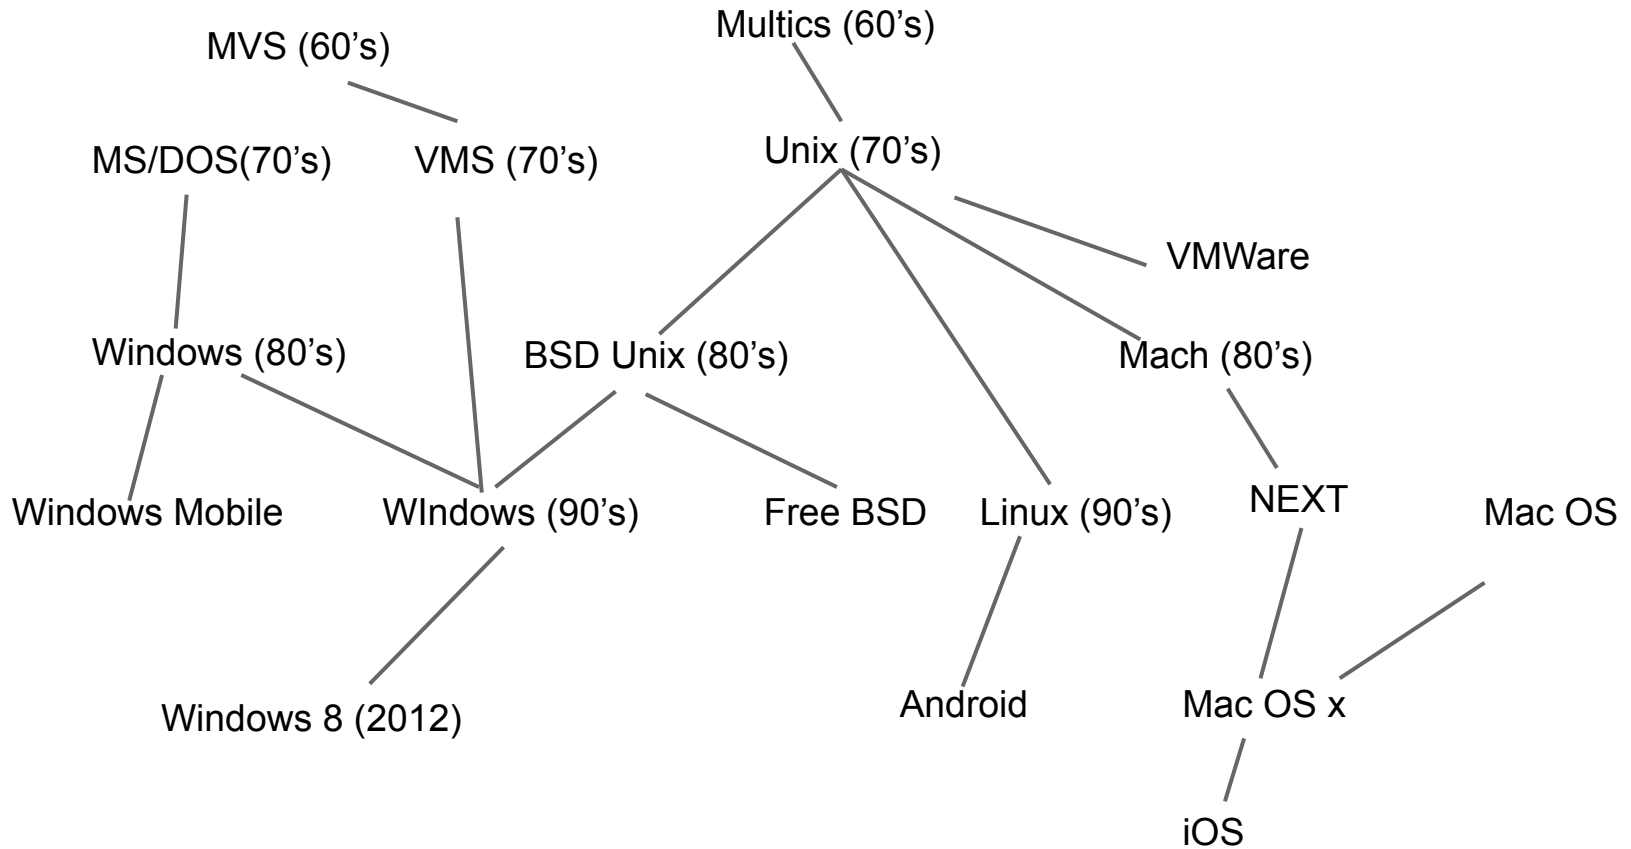 Multics (60’s)
MVS (60’s)
MS/DOS(70’s)
VMS (70’s)
Unix (70’s)
VMWare
Windows (80’s)
BSD Unix (80’s)
Mach (80’s)
Windows Mobile
WIndows (90’s)
Free BSD
Linux (90’s)
NEXT
Mac OS
Windows 8 (2012)
Android
Mac OS x
iOS